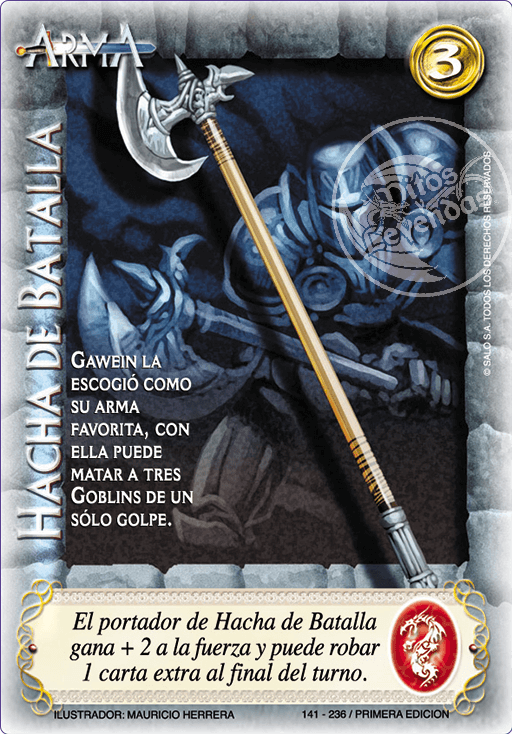 ARMA
3
HACHA DE BATALLA
Mitos
Leyendas
© SALO S.A. TODOS LOS DERECHOS RESERVADOS
GAWEIN LA
ESCOGIÓ COMO
SU ARMA
FAVORITA, CON
ELLA PUEDE
MATAR A TRES
GOBLINS DE UN
SÓLO GOLPE.
El portador de Hacha de Batalla
gana + 2 a la fuerza y puede robar
1 carta extra al final del turno.
ILUSTRADOR: MAURICIO HERRERA
141 - 236 / PRIMERA EDICION